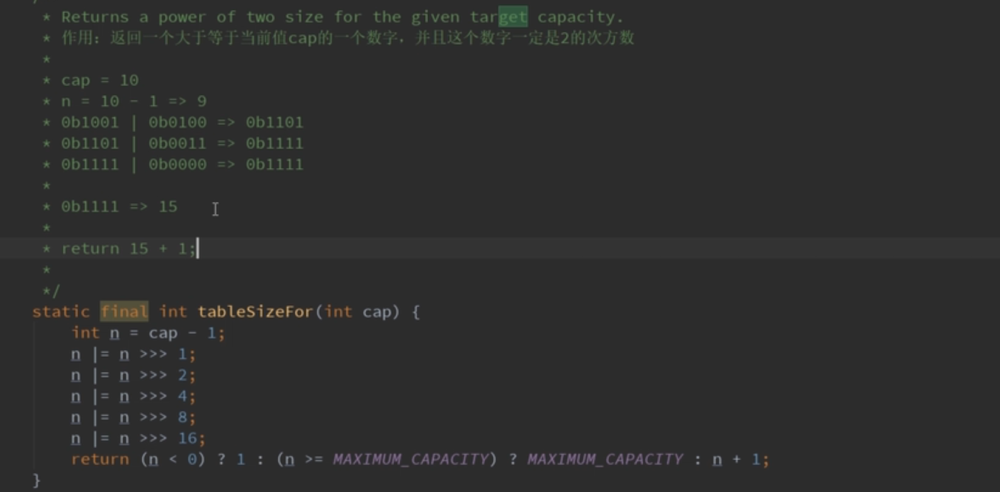 * Returns a power of two size for the given target capacity.
* 作用：返回一个大于等于当前值cap的一个数字，并且这个数字一定是2的次方数
*
* cap = 10
* n = 10 - 1 => 9
* 0b1001 | 0b0100 => 0b1101
* 0b1101 | 0b0011 => 0b1111
* 0b1111 | 0b0000 => 0b1111
*
* 0b1111 => 15
*
* return 15 + 1;
*
*/
static final int tableSizeFor(int cap) {
int n = cap - 1;
n |= n >>> 1;
n |= n >>> 2;
n |= n >>> 4;
n |= n >>> 8;
n |= n >>> 16;
return (n < 0) ? 1 : (n >= MAXIMUM_CAPACITY) ? MAXIMUM_CAPACITY : n + 1;
}